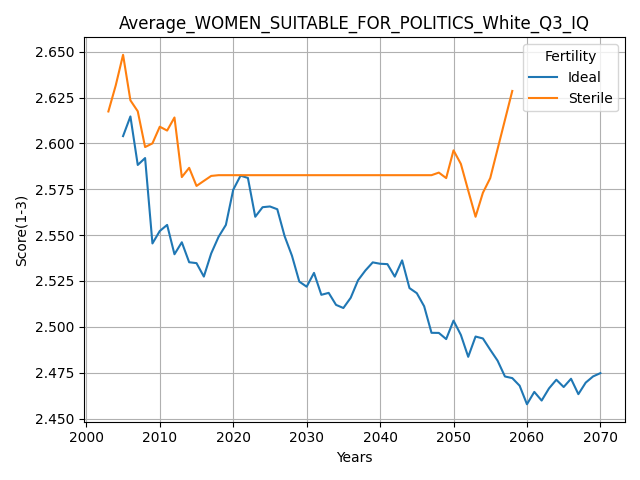 Average_WOMEN_SUITABLE_FOR_POLITICS_White_Q3_IQ
Fertility
Ideal
Sterile
Score(1-3)
2.650
2.625
2.600
2.575
2.550
2.525
2.500
2.475
2.450
2000 2010 2020 2030 2040 2050 2060 2070
Years